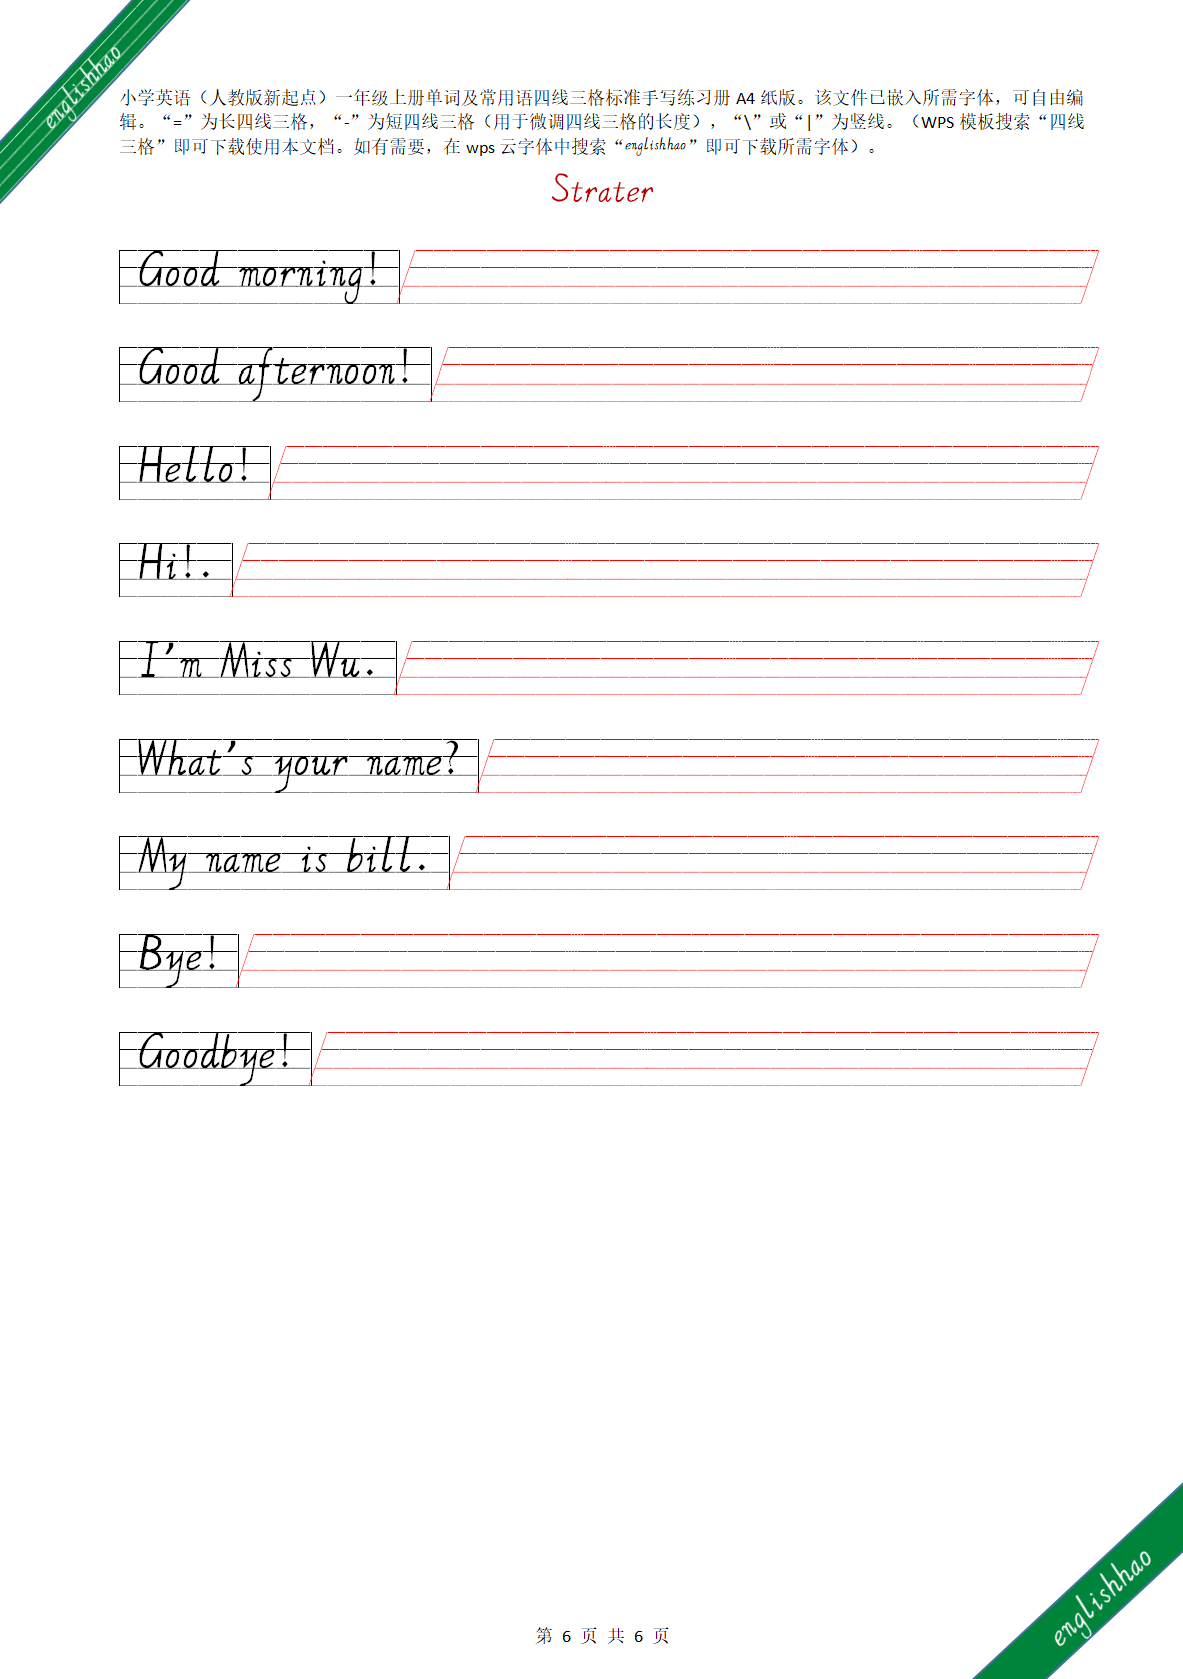 englishhao
小学英语（人教版新起点）一年级上册单词及常用语四线三格标准手写练习册 A4 纸版。该文件已嵌入所需字体，可自由编
辑。“=”为长四线三格，“-”为短四线三格（用于微调四线三格的长度），“\”或“|”为竖线。（WPS 模板搜索“四线
三格”即可下载使用本文档。如有需要，在 wps 云字体中搜索“englishhao”即可下载所需字体）。
Strater
Good morning!
Good afternoon!
Hello!
Hi!.
I'm Miss Wu.
What's your name?
My name is bill.
Bye!
Goodbye!
englishhao
第 6 页 共 6 页